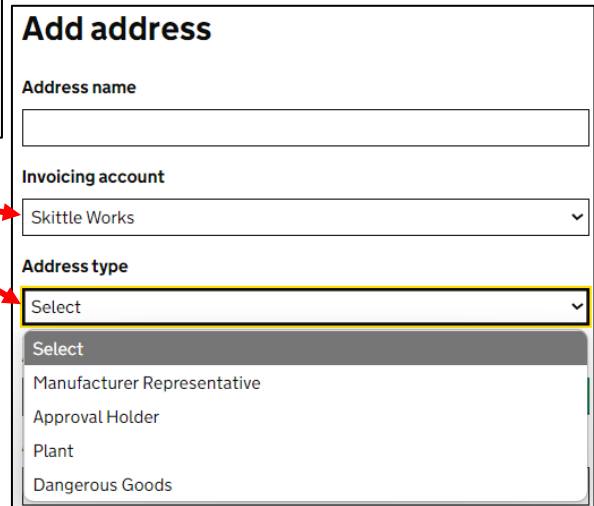 Add address
Address name
Invoicing account
Skittle Works
Address type
Select
Select
Manufacturer Representative
Approval Holder
Plant
Dangerous Goods